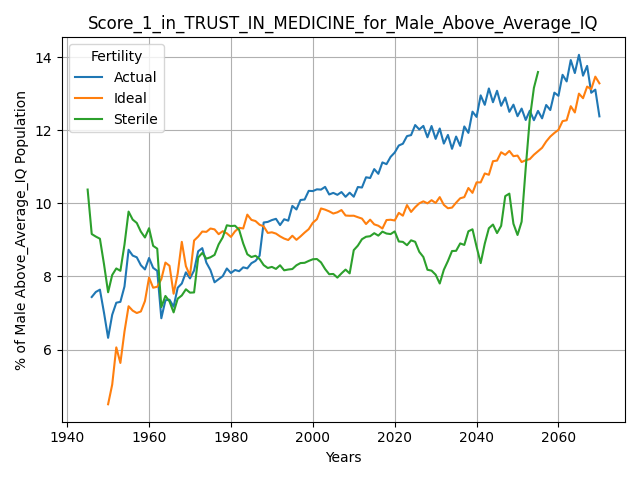 Score_1_in_TRUST_IN_MEDICINE_for_Male_Above_Average_IQ
Fertility
Actual
Ideal
Sterile
% of Male Above_Average_IQ Population
14
12
10
8
6
1940
1960
1980
2000
2020
2040
2060
Years